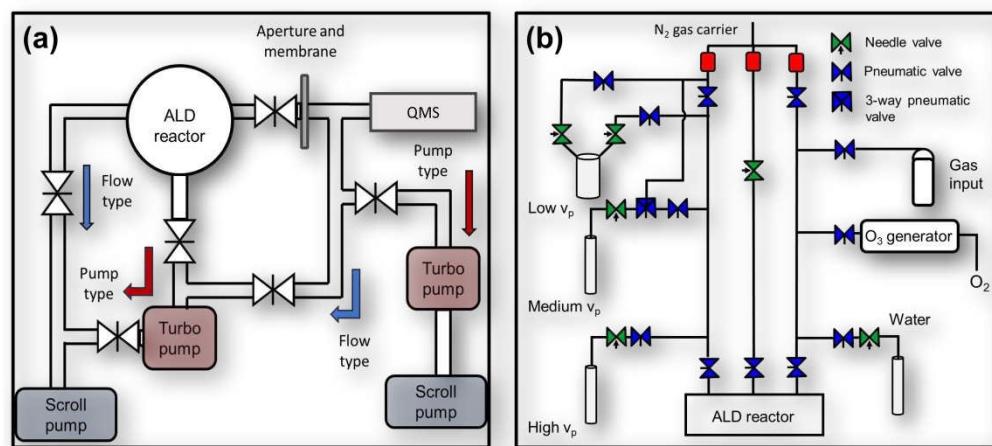 (a)
Aperture and
membrane
ALD
reactor
QMS
Flow
type
Pump
type
Pump
type
Turbo
pump
Turbo
pump
Flow
type
Scroll
pump
Scroll
pump
(b)
N₂ gas carrier
Needle valve
Pneumatic valve
3-way pneumatic
valve
Low vₚ
Gas
input
O₃ generator
O₂
Medium vₚ
Water
High vₚ
ALD reactor